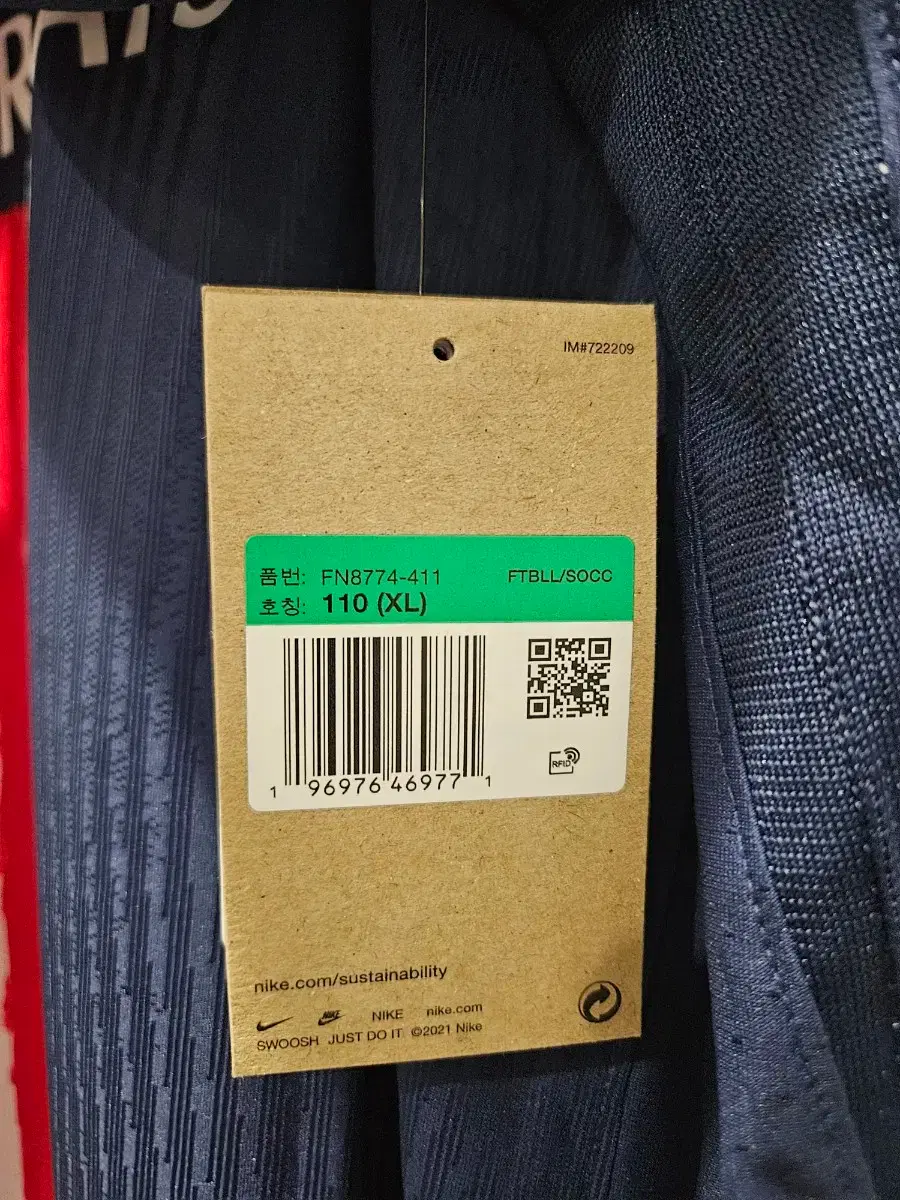 IM#722209
품번: FN8774-411 FTBLL/SOCC
호칭: 110 (XL)
1 96976 46977 1
RFID
nike.com/sustainability
NIKE nike.com
SWOOSH JUST DO IT ©2021 Nike